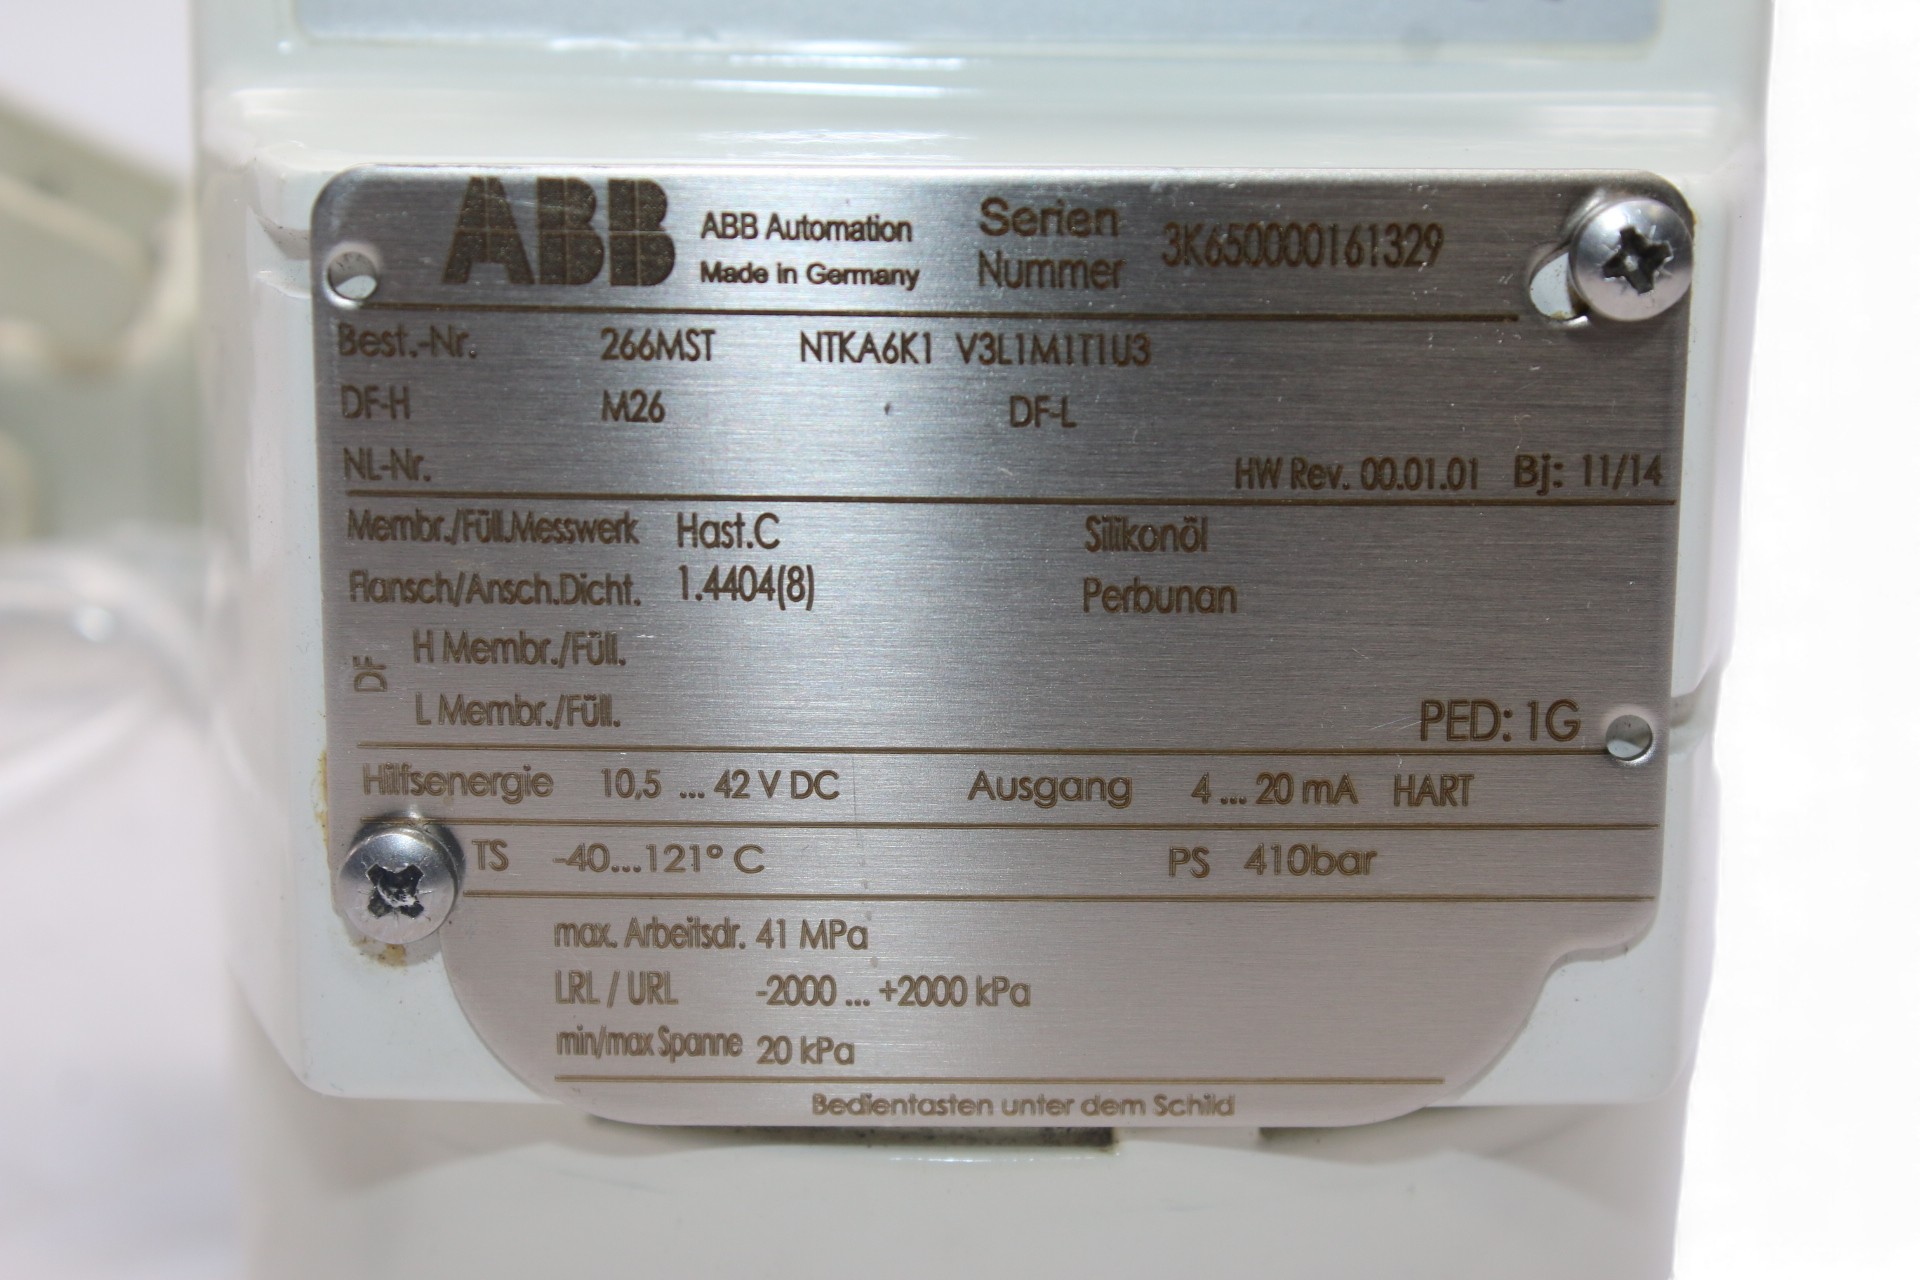 ABB ABB Automation Serien 3K650000161329
Made in Germany Nummer
Best.-Nr. 266MST NTKA6K1 V3L1M1T1U3
DF-H M26 DF-L
NL-Nr. HW Rev. 00.01.01 Bj: 11/14
Membr./Füll.Messwerk Hast.C Silikonöl
Flansch/Ansch.Dicht. 1.4404(8) Perbunan
DF H Membr./Füll.
L Membr./Füll. PED: 1G
Hilfsenergie 10,5 ... 42 V DC Ausgang 4 ... 20 mA HART
TS -40...121° C PS 410bar
max. Arbeitsdr. 41 MPa
LRL / URL -2000 ... +2000 kPa
min/max Spanne 20 kPa
Bedientasten unter dem Schild